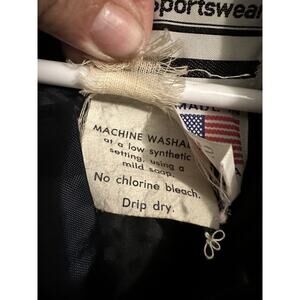 Sportswear
MADE
MACHINE WASHA
at a low synthetic
setting, using a
mild soap.
No chlorine bleach.
Drip dry.